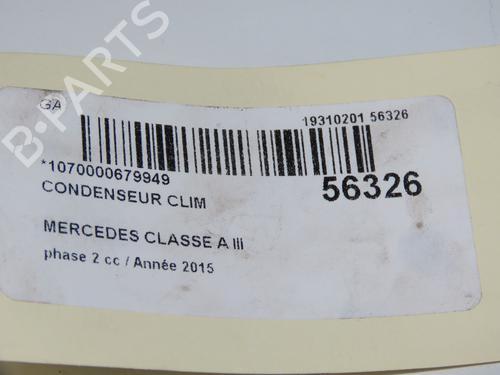 B-PARTS
GA
19310201 56326
*1070000679949
CONDENSEUR CLIM
56326
MERCEDES CLASSE A III
phase 2 cc / Année 2015